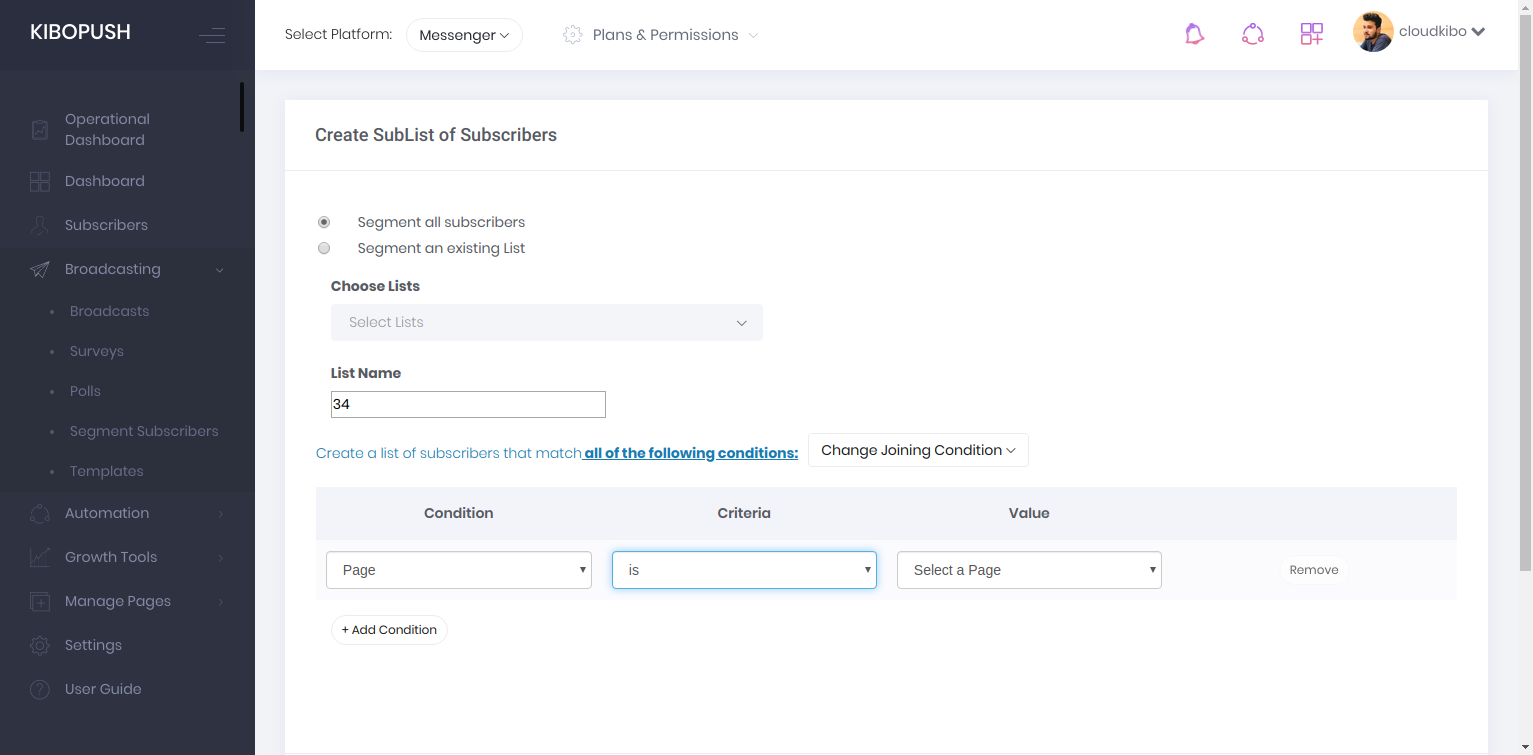 KIBOPUSH
Select Platform:
Messenger
Plans & Permissions
cloudkibo
Operational
Dashboard
Dashboard
Subscribers
Broadcasting
Broadcasts
Surveys
Polls
Segment Subscribers
Templates
Automation
Growth Tools
Manage Pages
Settings
User Guide
Create SubList of Subscribers
Segment all subscribers
Segment an existing List
Choose Lists
Select Lists
List Name
34
Create a list of subscribers that match all of the following conditions:
Change Joining Condition
Condition Criteria Value
Page is Select a Page Remove
+ Add Condition